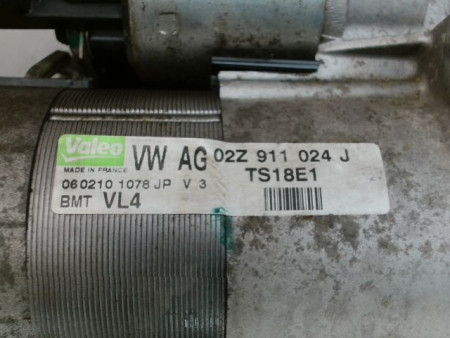 Valeo VW AG 02Z 911 024 J
MADE IN FRANCE TS18E1
060210 1078 JP V 3
BMT VL4